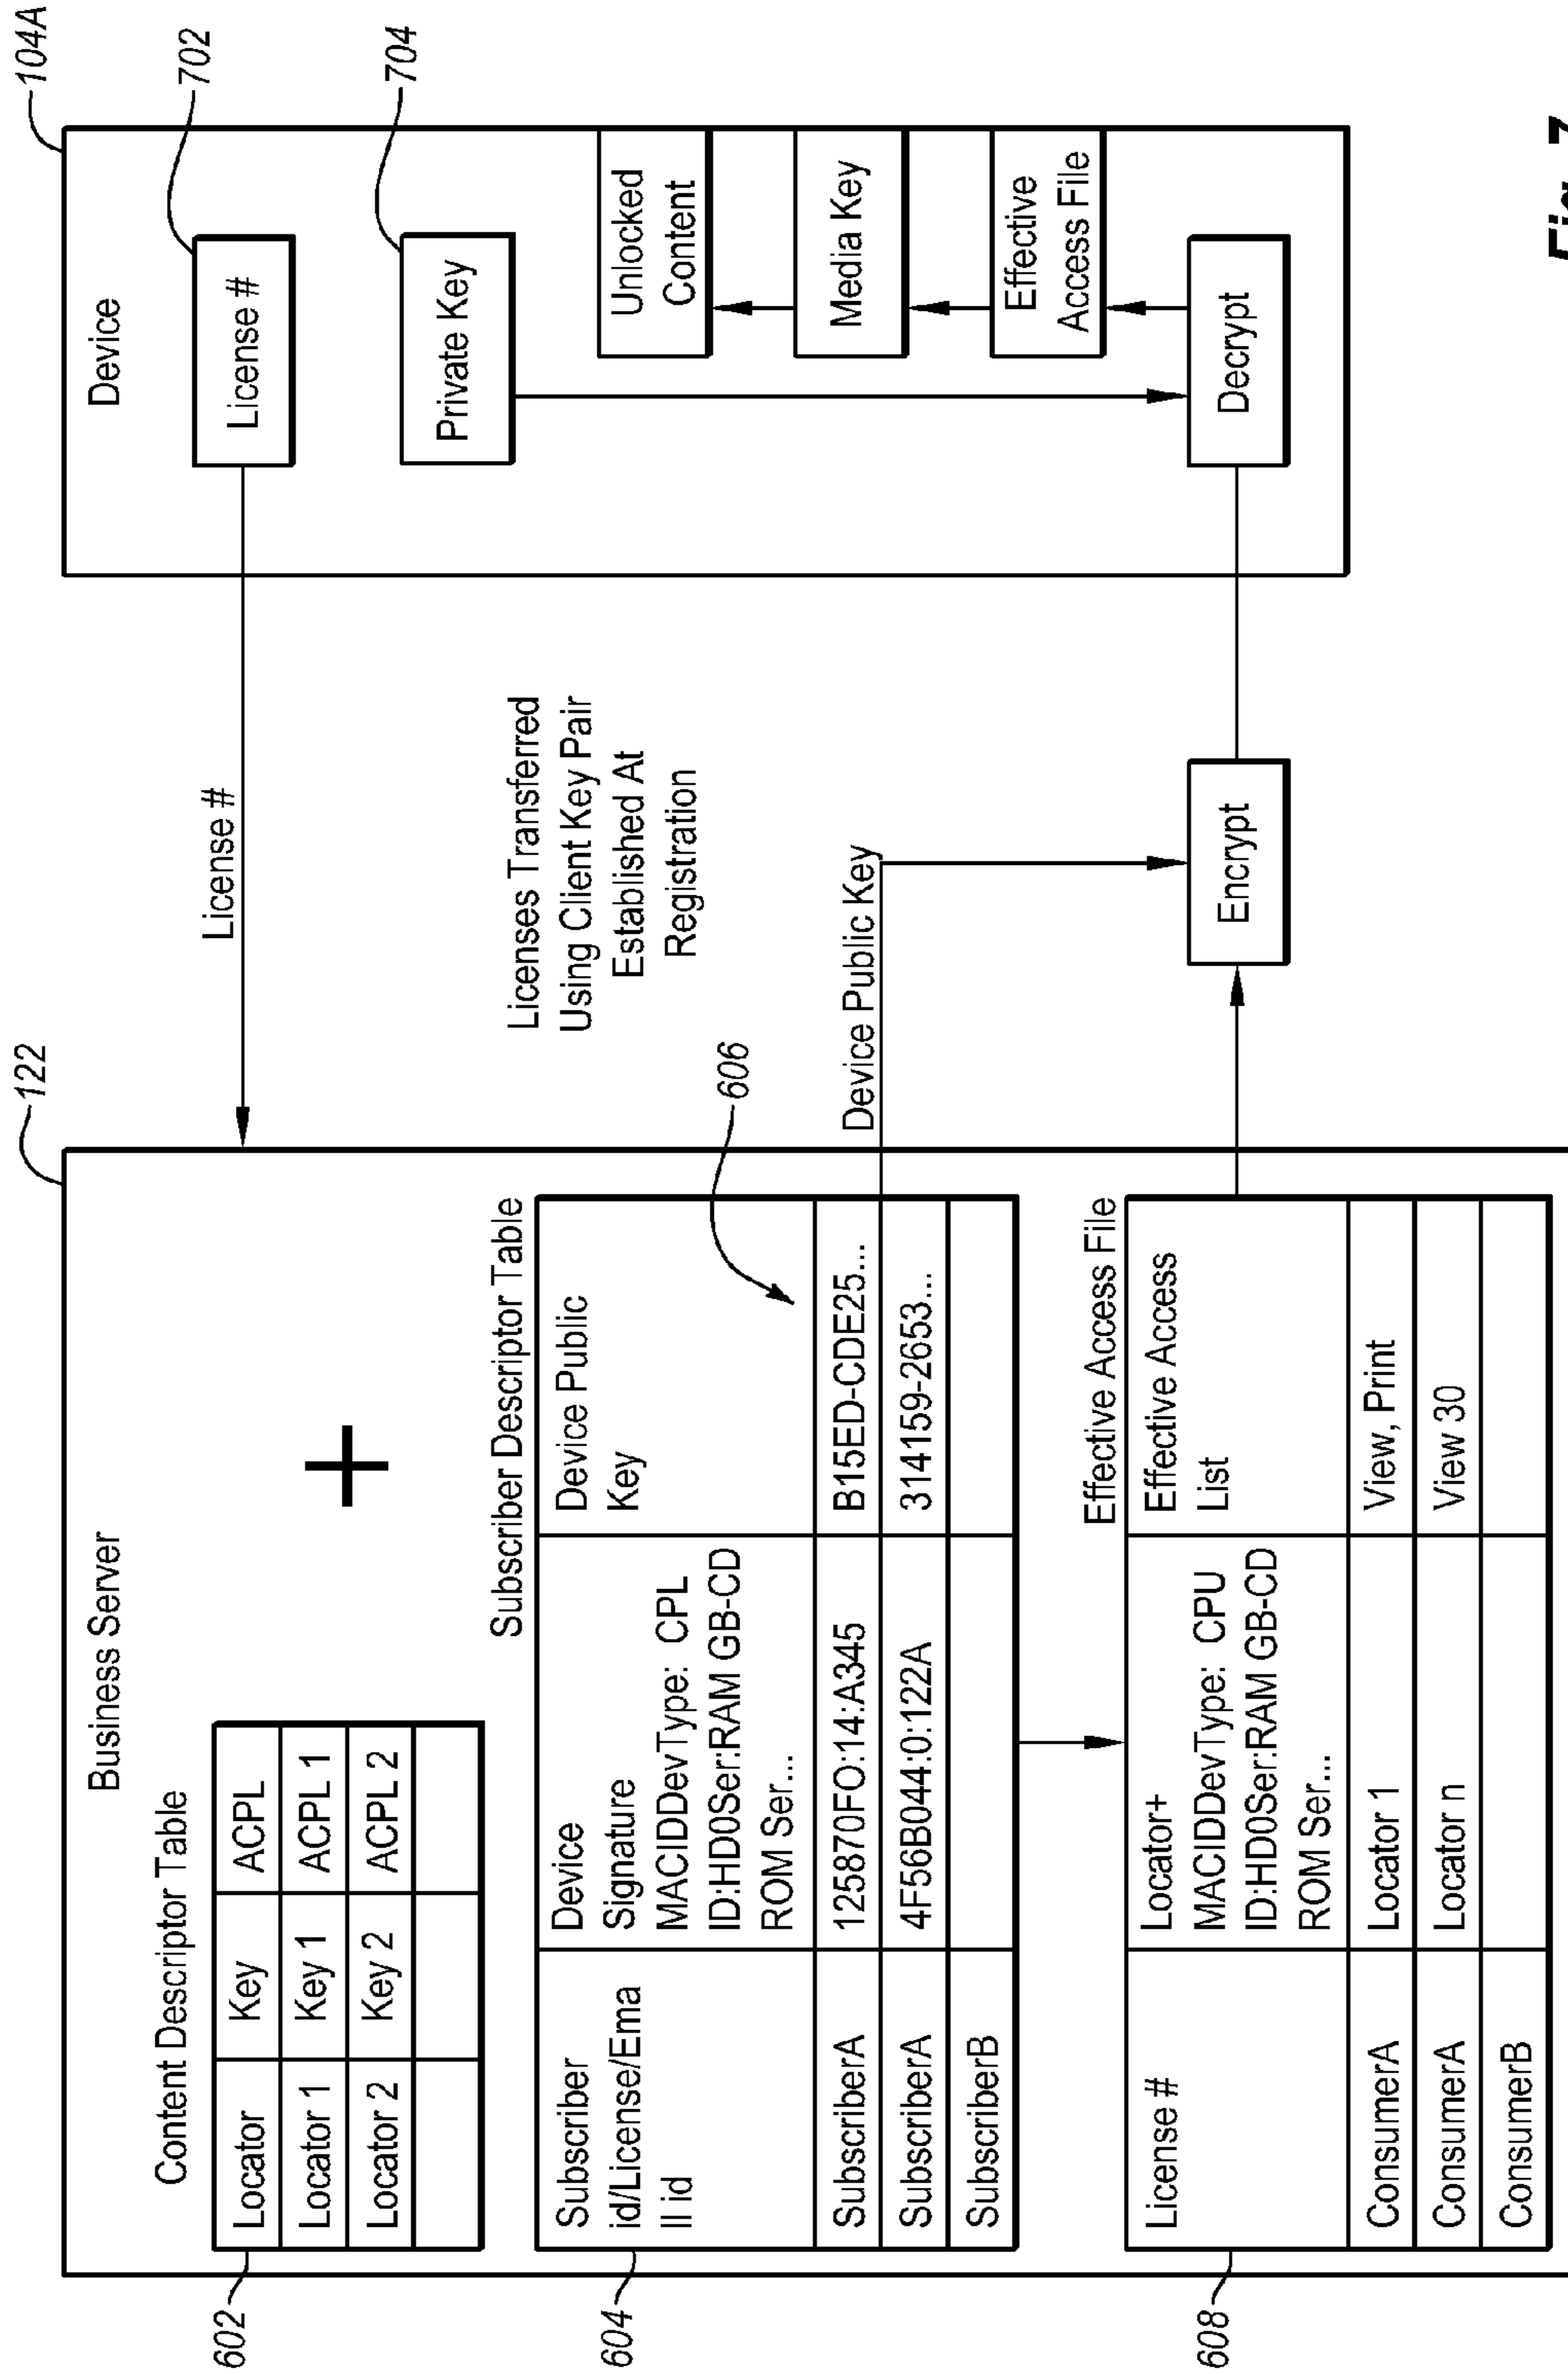 122
Business Server
Content Descriptor Table
602
Locator Key ACPL
Locator 1 Key 1 ACPL 1
Locator 2 Key 2 ACPL 2
+
Subscriber Descriptor Table
604
Subscriber
id/License/Ema
ll id
Device
Signature
MACIDDevType: CPL
ID:HD0Ser:RAM GB-CD
ROM Ser...
Device Public
Key
606
SubscriberA 125870FO:14:A345 B15ED-CDE25...
SubscriberA 4F56B044:0:122A 314159-2653...
SubscriberB
Effective Access File
608
License #
Locator+
MACIDDevType: CPU
ID:HD0Ser:RAM GB-CD
ROM Ser...
Effective Access
List
ConsumerA Locator 1 View, Print
ConsumerA Locator n View 30
ConsumerB
License #
Licenses Transferred
Using Client Key Pair
Established At
Registration
Device Public Key
Encrypt
104A
Device
702
License #
704
Private Key
Unlocked
Content
Media Key
Effective
Access File
Decrypt